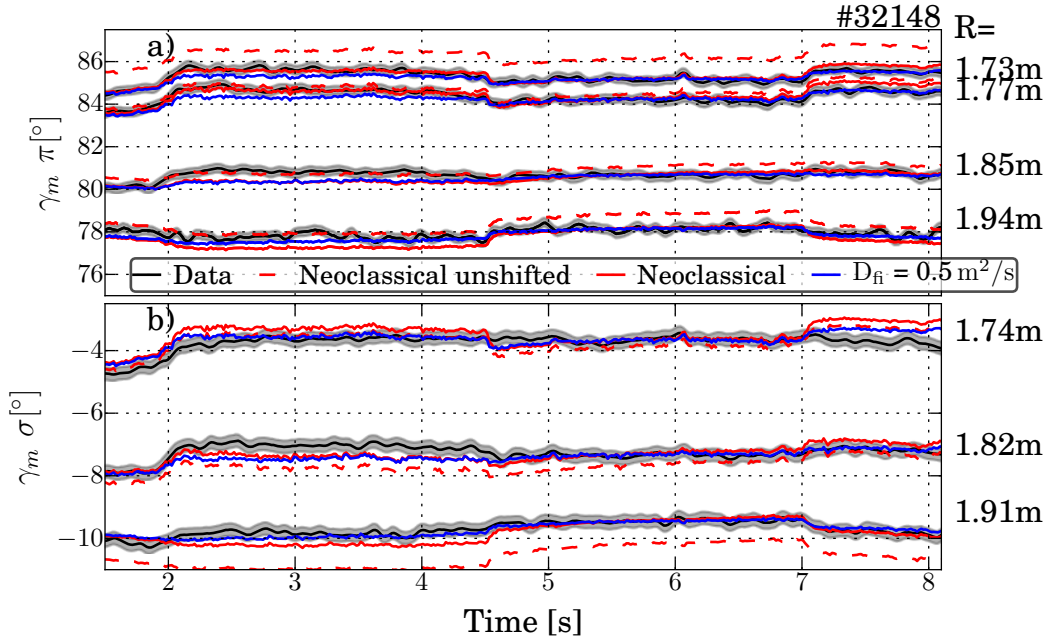 #32148
R=
a)
86
84
82
80
78
76
γm π[°]
1.73m
1.77m
1.85m
1.94m
Data
Neoclassical unshifted
Neoclassical
Dfi = 0.5 m²/s
b)
−4
−6
−8
−10
γm σ[°]
1.74m
1.82m
1.91m
2 3 4 5 6 7 8
Time [s]